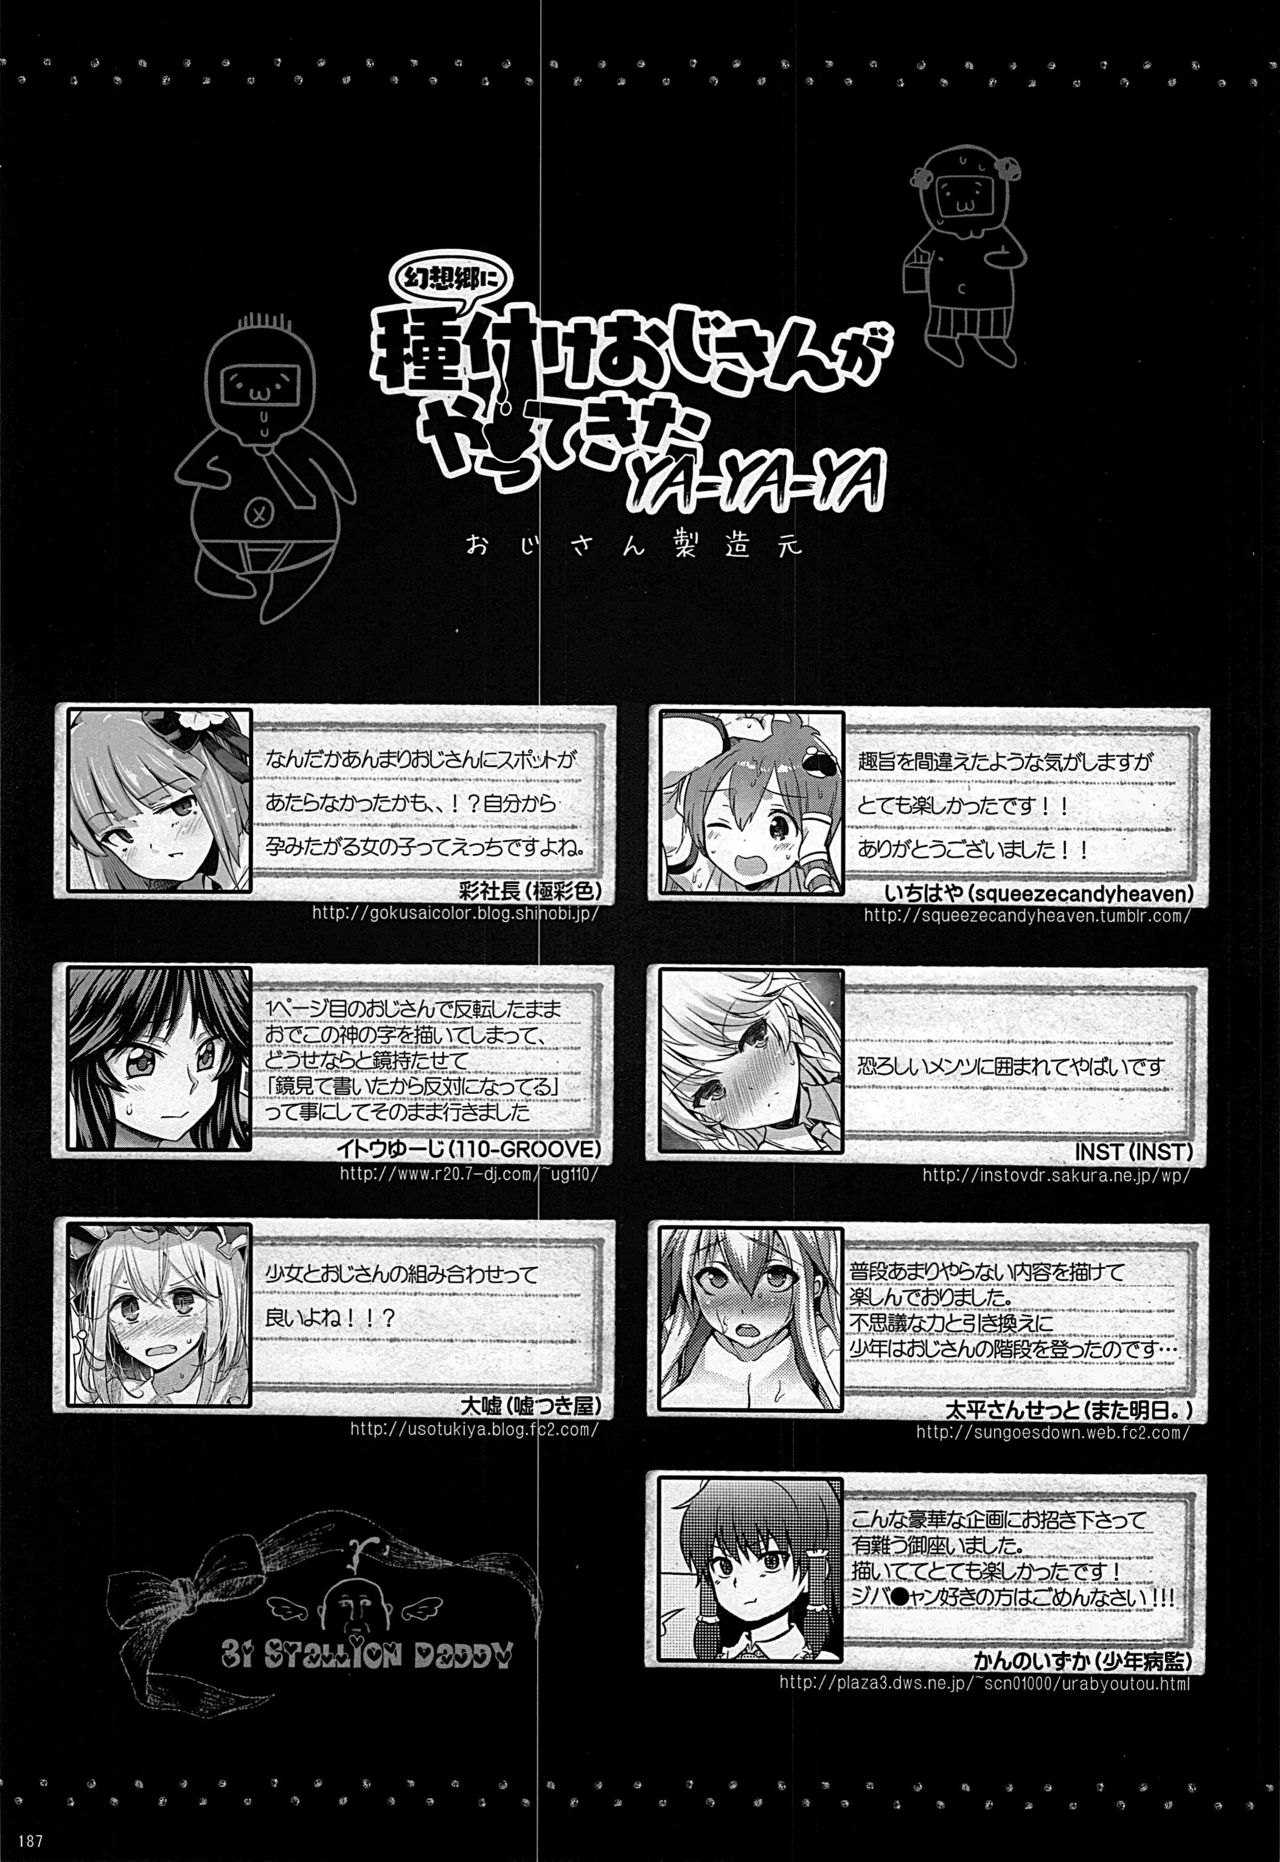 幻想郷に
種付けおじさんが
やってきた
YA-YA-YA
おじさん製造元
なんだかあんまりおじさんにスポットが
あたらなかったかも、、！？自分から
孕みたがる女の子ってえっちですよね。
彩社長（極彩色）
http://gokusaicolor.blog.shinobi.jp/
趣旨を間違えたような気がしますが
とても楽しかったです！！
ありがとうございました！！
いちはや（squeezecandyheaven）
http://squeezecandyheaven.tumblr.com/
1ページ目のおじさんで反転したまま
おでこの神の字を描いてしまって、
どうせならと鏡持たせて
「鏡見て書いたから反対になってる」
って事にしてそのまま行きました
イトウゆーじ（110-GROOVE）
http://www.r20.7-dj.com/~ug110/
恐ろしいメンツに囲まれてやばいです
INST（INST）
http://instovdr.sakura.ne.jp/wp/
少女とおじさんの組み合わせって
良いよね！！？
大嘘（嘘つき屋）
http://usotukiya.blog.fc2.com/
普段あまりやらない内容を描けて
楽しんでおりました。
不思議な力と引き換えに
少年はおじさんの階段を登ったのです…
太平さんせっと（また明日。）
http://sungoesdown.web.fc2.com/
こんな豪華な企画にお招き下さって
有難う御座いました。
描いててとても楽しかったです！
ジバ●ャン好きの方はごめんなさい!!!
かんのいずか（少年病監）
http://plaza3.dws.ne.jp/~scn01000/urabyoutou.html
31 STALLION DADDY
187